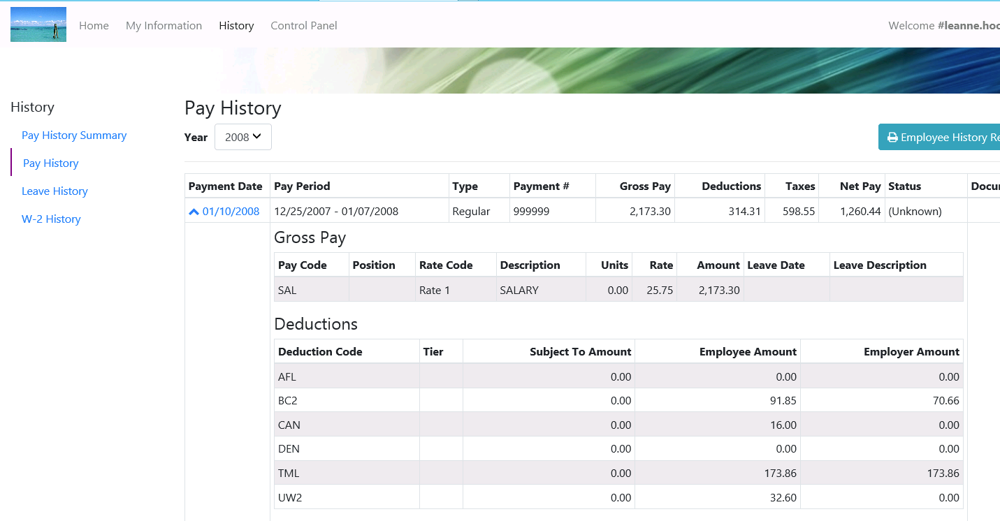 Home My Information History Control Panel Welcome #leanne.hoc
History
Pay History Summary
Pay History
Leave History
W-2 History
Pay History
Year 2008
Employee History Re
Payment Date Pay Period Type Payment # Gross Pay Deductions Taxes Net Pay Status Docu
01/10/2008 12/25/2007 - 01/07/2008 Regular 999999 2,173.30 314.31 598.55 1,260.44 (Unknown)
Gross Pay
Pay Code Position Rate Code Description Units Rate Amount Leave Date Leave Description
SAL Rate 1 SALARY 0.00 25.75 2,173.30
Deductions
Deduction Code Tier Subject To Amount Employee Amount Employer Amount
AFL 0.00 0.00 0.00
BC2 0.00 91.85 70.66
CAN 0.00 16.00 0.00
DEN 0.00 0.00 0.00
TML 0.00 173.86 173.86
UW2 0.00 32.60 0.00